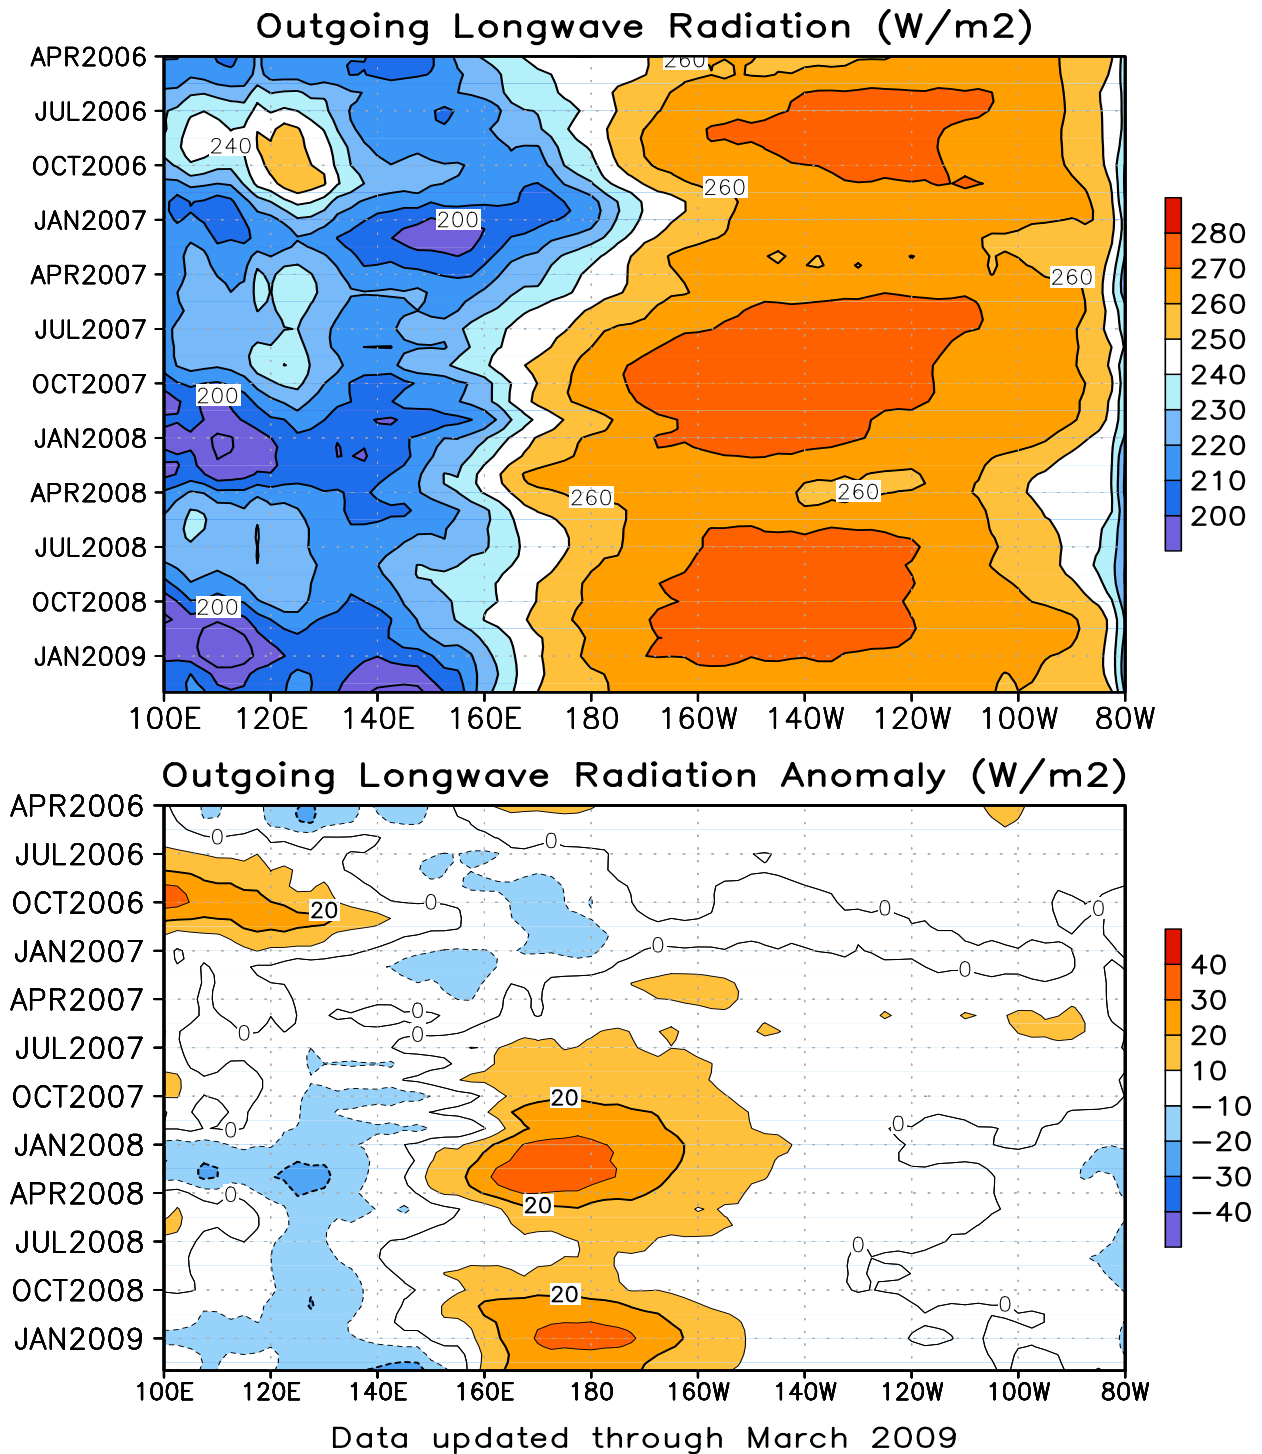 Outgoing Longwave Radiation (W/m2)
APR2006
JUL2006
OCT2006
JAN2007
APR2007
JUL2007
OCT2007
JAN2008
APR2008
JUL2008
OCT2008
JAN2009
260
240
260
200
260
200
260
260
200
100E 120E 140E 160E 180 160W 140W 120W 100W 80W
280
270
260
250
240
230
220
210
200
Outgoing Longwave Radiation Anomaly (W/m2)
APR2006
JUL2006
OCT2006
JAN2007
APR2007
JUL2007
OCT2007
JAN2008
APR2008
JUL2008
OCT2008
JAN2009
0 0
0 20 0 0
0
0
0
0 0
20
0 0
0 20
0
20 0
100E 120E 140E 160E 180 160W 140W 120W 100W 80W
40
30
20
10
−10
−20
−30
−40
Data updated through March 2009